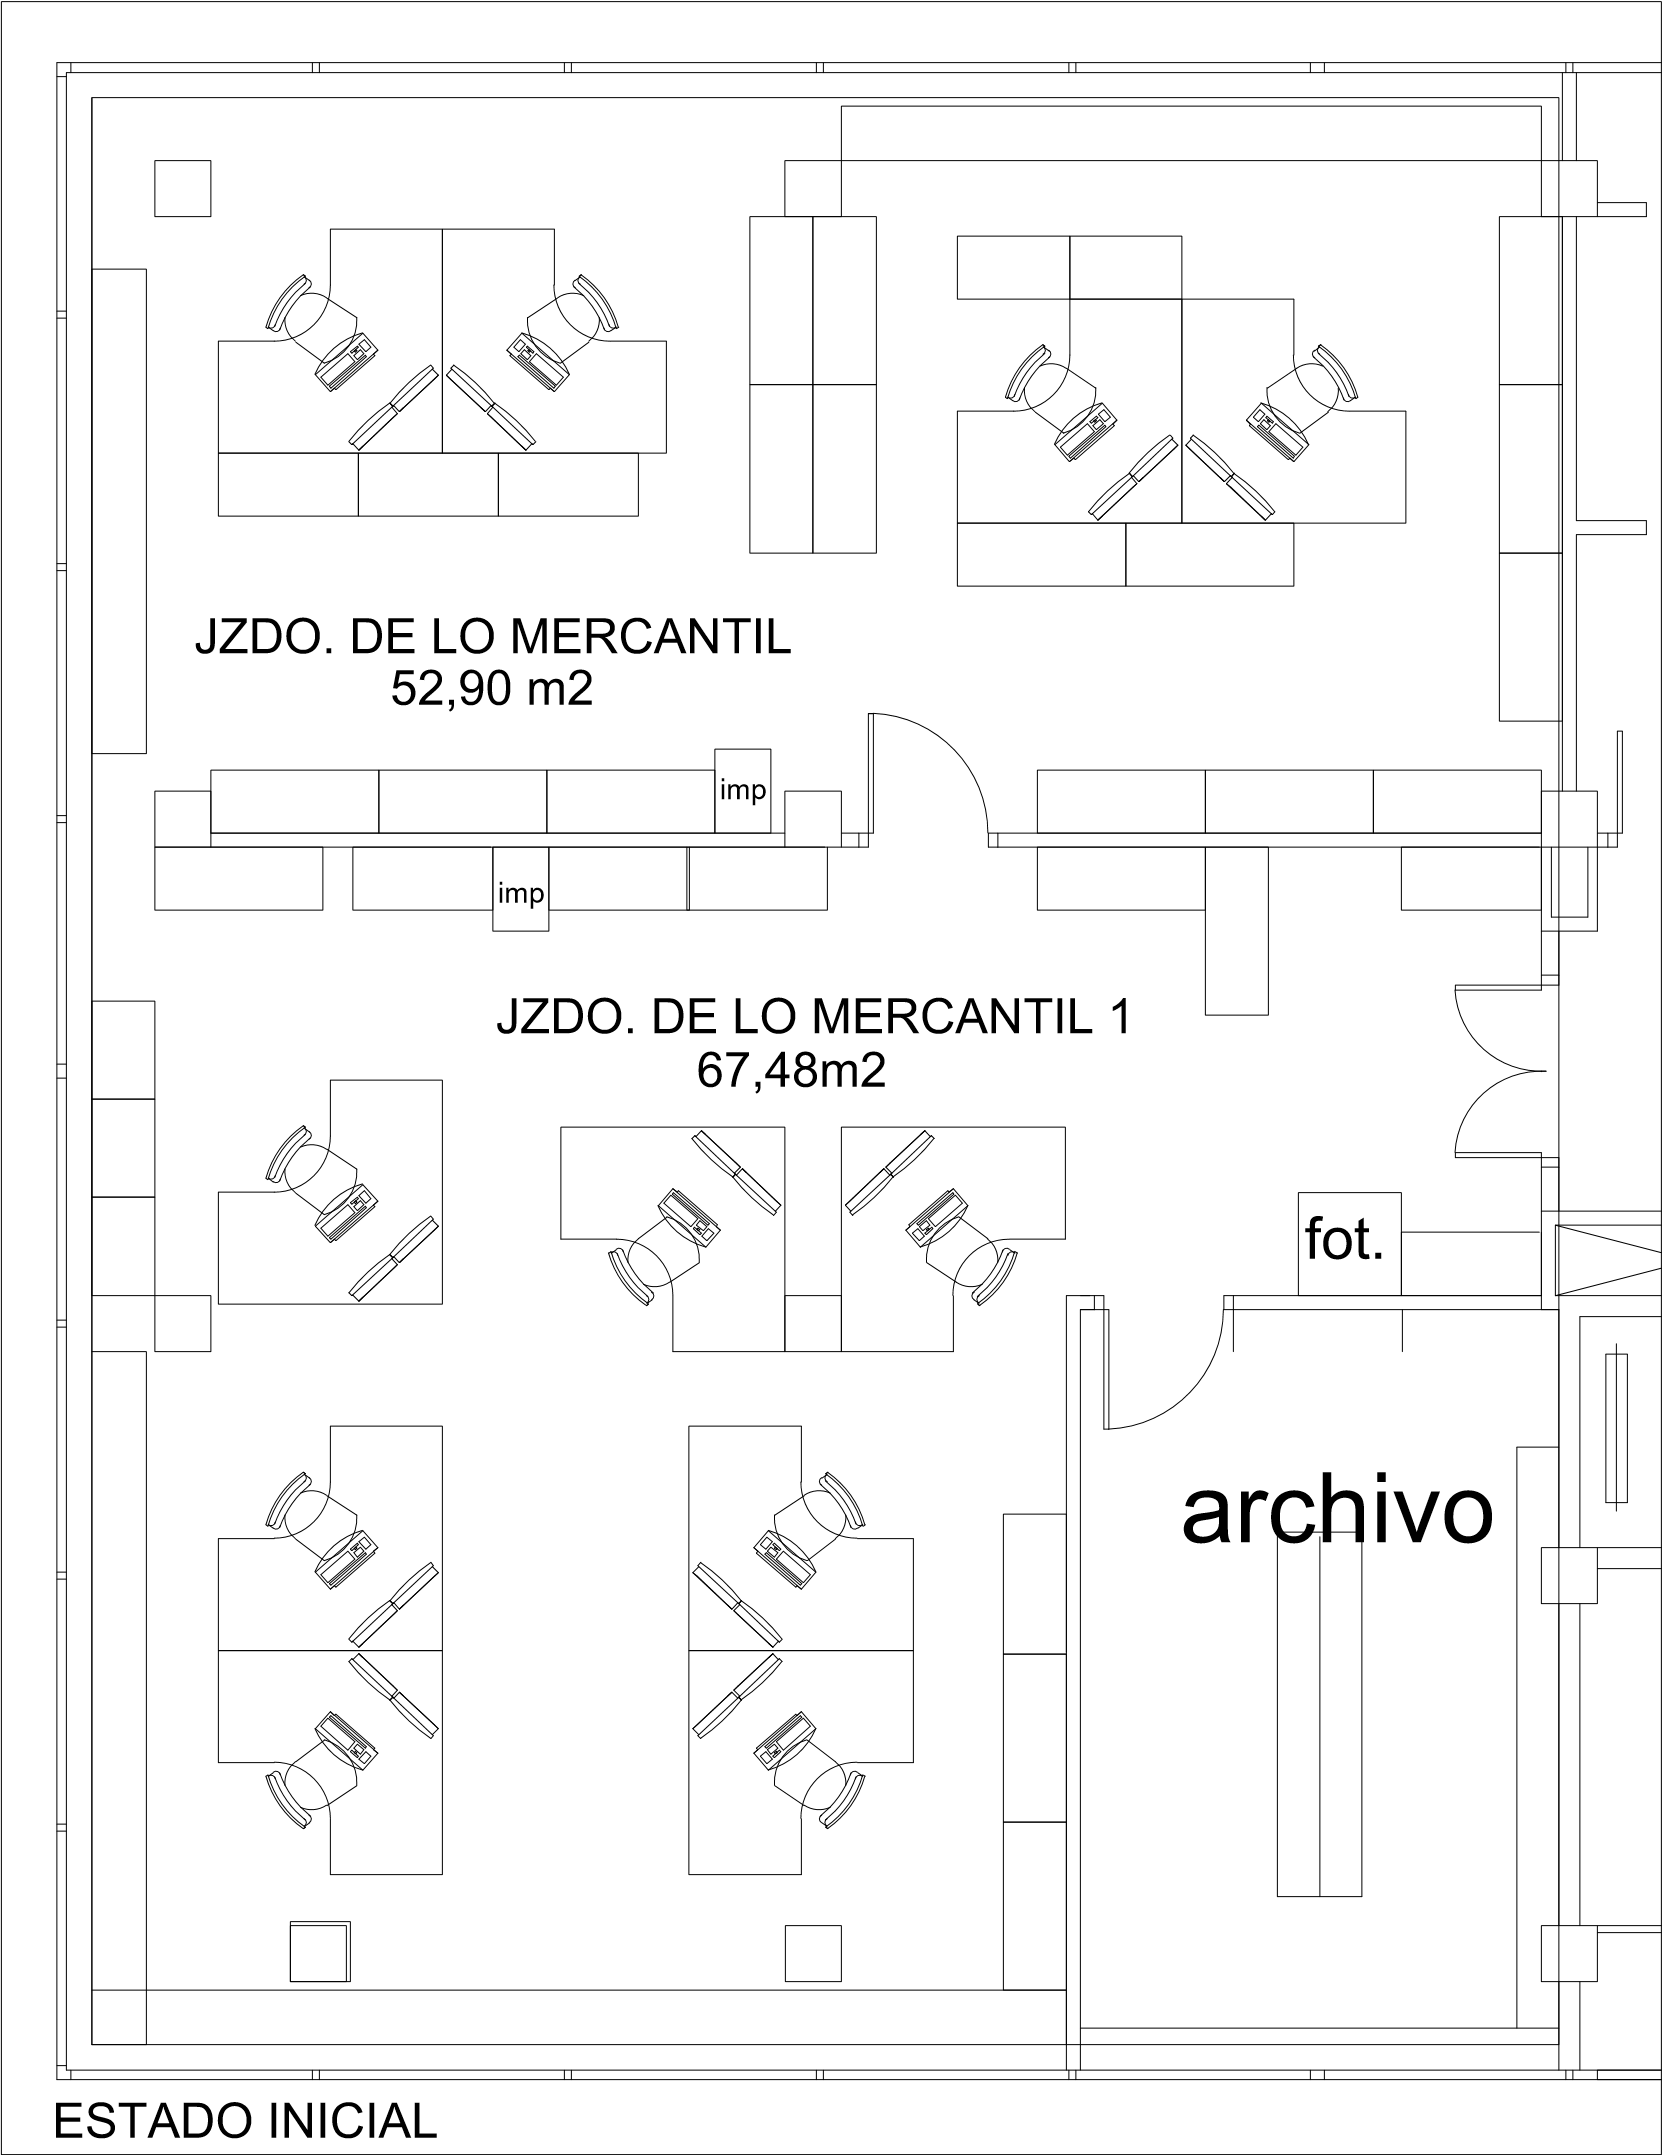 JZDO. DE LO MERCANTIL
52,90 m2
imp
imp
JZDO. DE LO MERCANTIL 1
67,48m2
fot.
archivo
ESTADO INICIAL